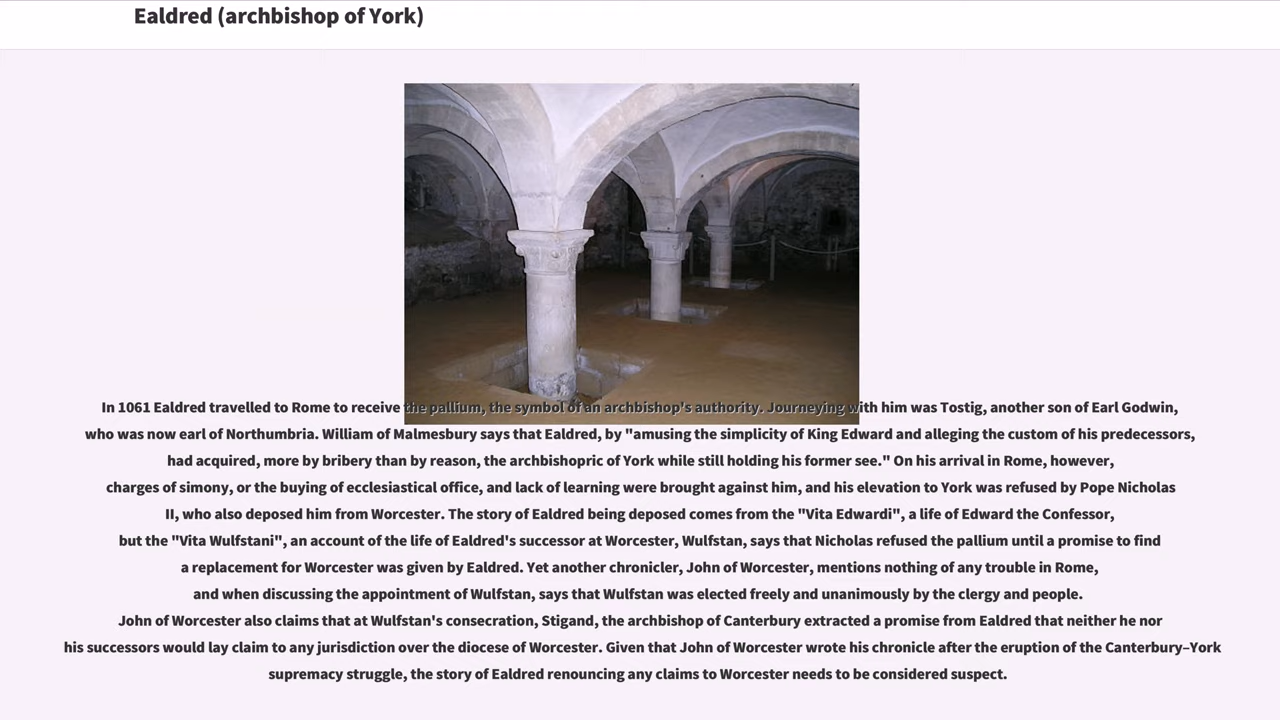 Ealdred (archbishop of York)
In 1061 Ealdred travelled to Rome to receive the pallium, the symbol of an archbishop's authority. Journeying with him was Tostig, another son of Earl Godwin,
who was now earl of Northumbria. William of Malmesbury says that Ealdred, by "amusing the simplicity of King Edward and alleging the custom of his predecessors,
had acquired, more by bribery than by reason, the archbishopric of York while still holding his former see." On his arrival in Rome, however,
charges of simony, or the buying of ecclesiastical office, and lack of learning were brought against him, and his elevation to York was refused by Pope Nicholas
II, who also deposed him from Worcester. The story of Ealdred being deposed comes from the "Vita Edwardi", a life of Edward the Confessor,
but the "Vita Wulfstani", an account of the life of Ealdred's successor at Worcester, Wulfstan, says that Nicholas refused the pallium until a promise to find
a replacement for Worcester was given by Ealdred. Yet another chronicler, John of Worcester, mentions nothing of any trouble in Rome,
and when discussing the appointment of Wulfstan, says that Wulfstan was elected freely and unanimously by the clergy and people.
John of Worcester also claims that at Wulfstan's consecration, Stigand, the archbishop of Canterbury extracted a promise from Ealdred that neither he nor
his successors would lay claim to any jurisdiction over the diocese of Worcester. Given that John of Worcester wrote his chronicle after the eruption of the Canterbury–York
supremacy struggle, the story of Ealdred renouncing any claims to Worcester needs to be considered suspect.